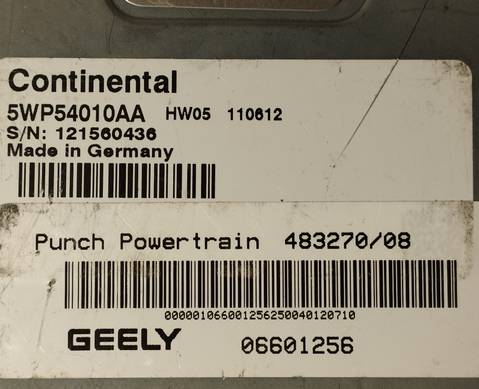 Continental
5WP54010AA HW05 110612
S/N: 121560436
Made in Germany
Punch Powertrain 483270/08
0000010660012562500401207​10
GEELY 06601256